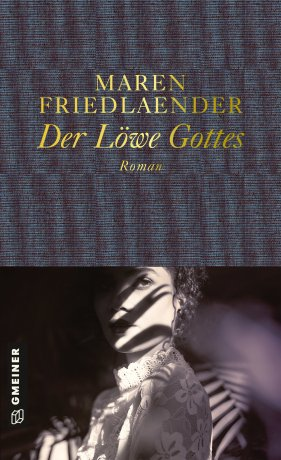 MAREN
FRIEDLAENDER
Der Löwe Gottes
Roman
GMEINER